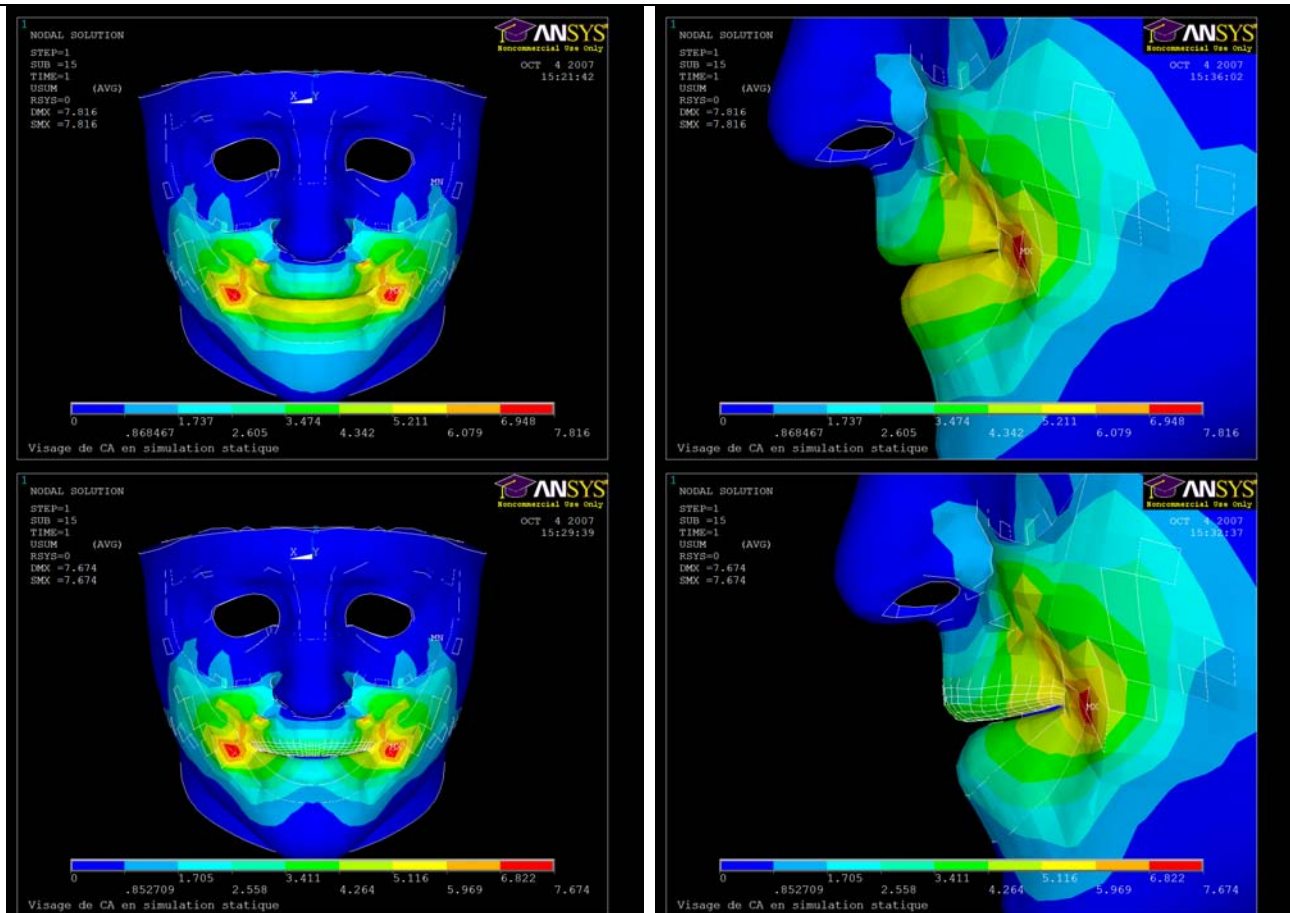 1
NODAL SOLUTION
STEP=1
SUB =15
TIME=1
USUM (AVG)
RSYS=0
DMX =7.816
SMX =7.816
ANSYS
Noncommercial Use Only
OCT 4 2007
15:21:42
X Y
MN
MX
0 1.737 3.474 5.211 6.948
.868467 2.605 4.342 6.079 7.816
Visage de CA en simulation statique
1
NODAL SOLUTION
STEP=1
SUB =15
TIME=1
USUM (AVG)
RSYS=0
DMX =7.816
SMX =7.816
ANSYS
Noncommercial Use Only
OCT 4 2007
15:36:02
MX
0 1.737 3.474 5.211 6.948
.868467 2.605 4.342 6.079 7.816
Visage de CA en simulation statique
1
NODAL SOLUTION
STEP=1
SUB =15
TIME=1
USUM (AVG)
RSYS=0
DMX =7.674
SMX =7.674
ANSYS
Noncommercial Use Only
OCT 4 2007
15:29:39
X Y
MN
MX
0 1.705 3.411 5.116 6.822
.852709 2.558 4.264 5.969 7.674
Visage de CA en simulation statique
1
NODAL SOLUTION
STEP=1
SUB =15
TIME=1
USUM (AVG)
RSYS=0
DMX =7.674
SMX =7.674
ANSYS
Noncommercial Use Only
OCT 4 2007
15:32:37
MX
0 1.705 3.411 5.116 6.822
.852709 2.558 4.264 5.969 7.674
Visage de CA en simulation statique